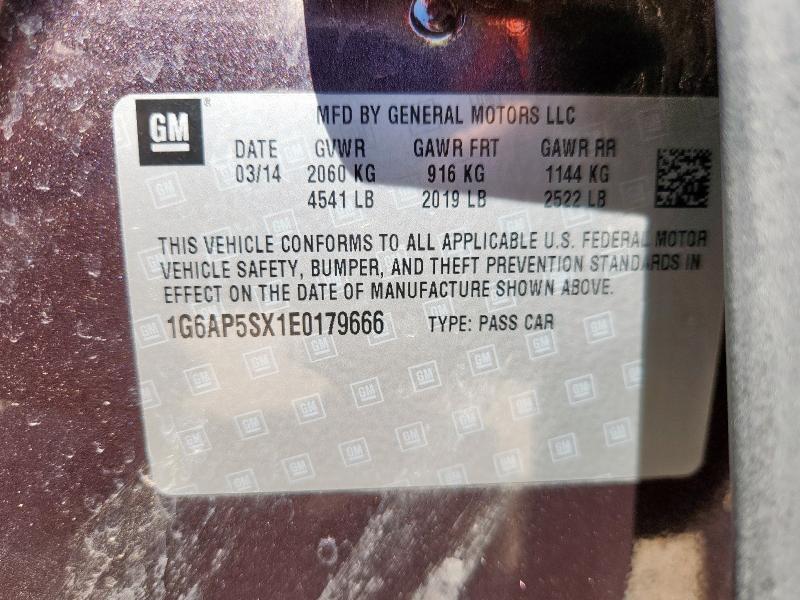 GM ® MFD BY GENERAL MOTORS LLC
DATE GVWR GAWR FRT GAWR RR
03/14 2060 KG 916 KG 1144 KG
4541 LB 2019 LB 2522 LB
THIS VEHICLE CONFORMS TO ALL APPLICABLE U.S. FEDERAL MOTOR
VEHICLE SAFETY, BUMPER, AND THEFT PREVENTION STANDARDS IN
EFFECT ON THE DATE OF MANUFACTURE SHOWN ABOVE.
1G6AP5SX1E0179666 TYPE: PASS CAR